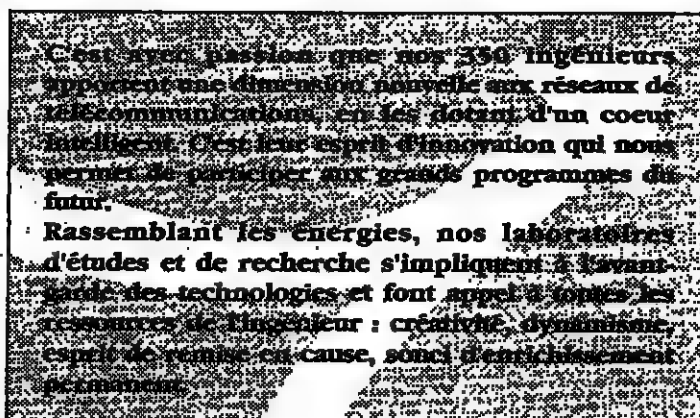 C'est avec passion que nos 350 ingénieurs
apportent une dimension nouvelle aux réseaux de
télécommunications, en les dotant d'un coeur
intelligent. C'est leur esprit d'innovation qui nous
permet de participer aux grands programmes du
futur.
Rassemblant les énergies, nos laboratoires
d'études et de recherche s'impliquent à l'avant-
garde des technologies et font appel à toutes les
ressources de l'ingénieur : créativité, dynamisme,
esprit de remise en cause, souci d'enrichissement
permanent.